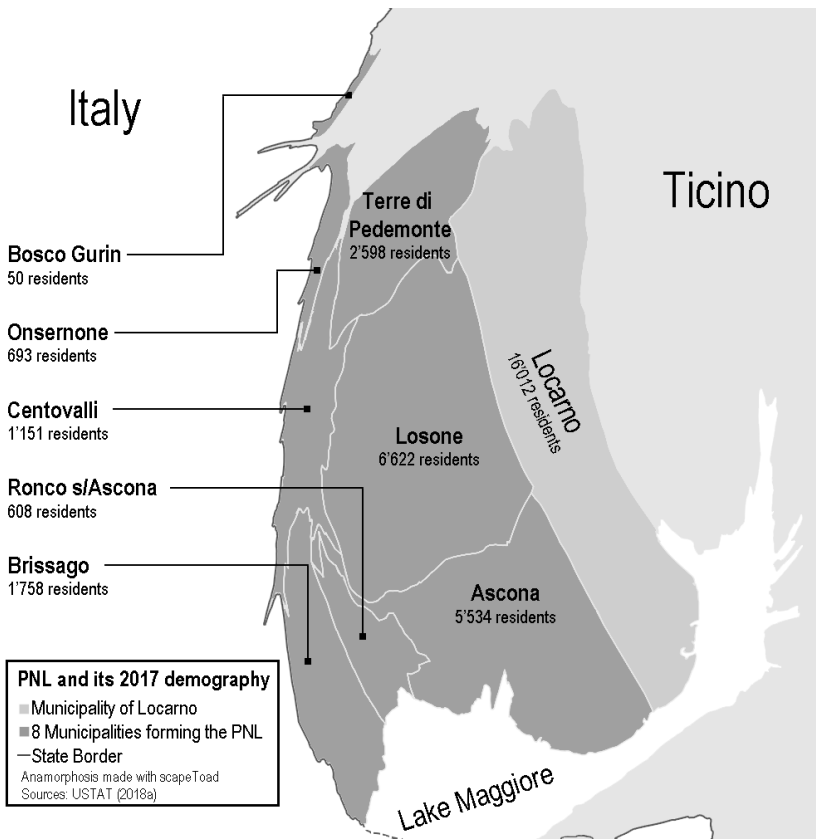 Italy
Ticino
Terre di
Pedemonte
2'598 residents
Bosco Gurin
50 residents
Onsernone
693 residents
Locarno
16'012 residents
Centovalli
1'151 residents
Losone
6'622 residents
Ronco s/Ascona
608 residents
Brissago
1'758 residents
Ascona
5'534 residents
PNL and its 2017 demography
Municipality of Locarno
8 Municipalities forming the PNL
State Border
Anamorphosis made with scapeToad
Sources: USTAT (2018a)
Lake Maggiore